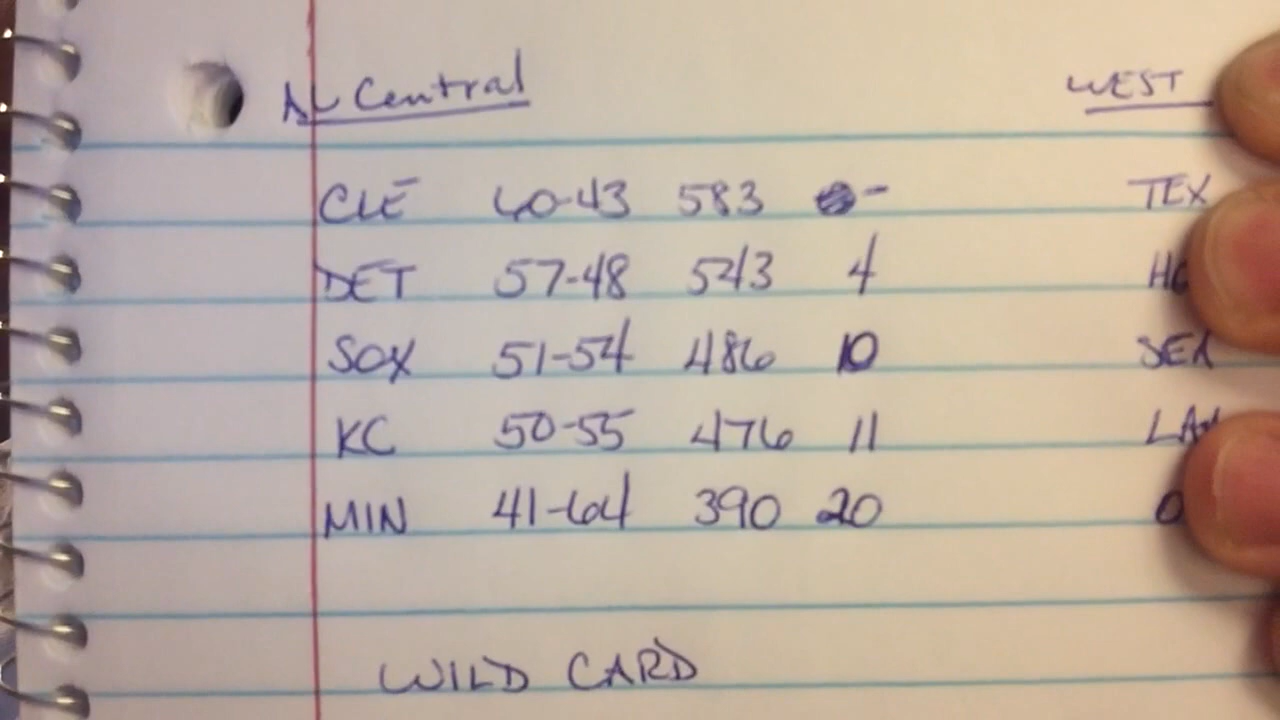 AL Central WEST
CLE 60-43 583 - TEX
DET 57-48 543 4
SOX 51-54 486 10 SEA
KC 50-55 476 11
MIN 41-64 390 20
WILD CARD